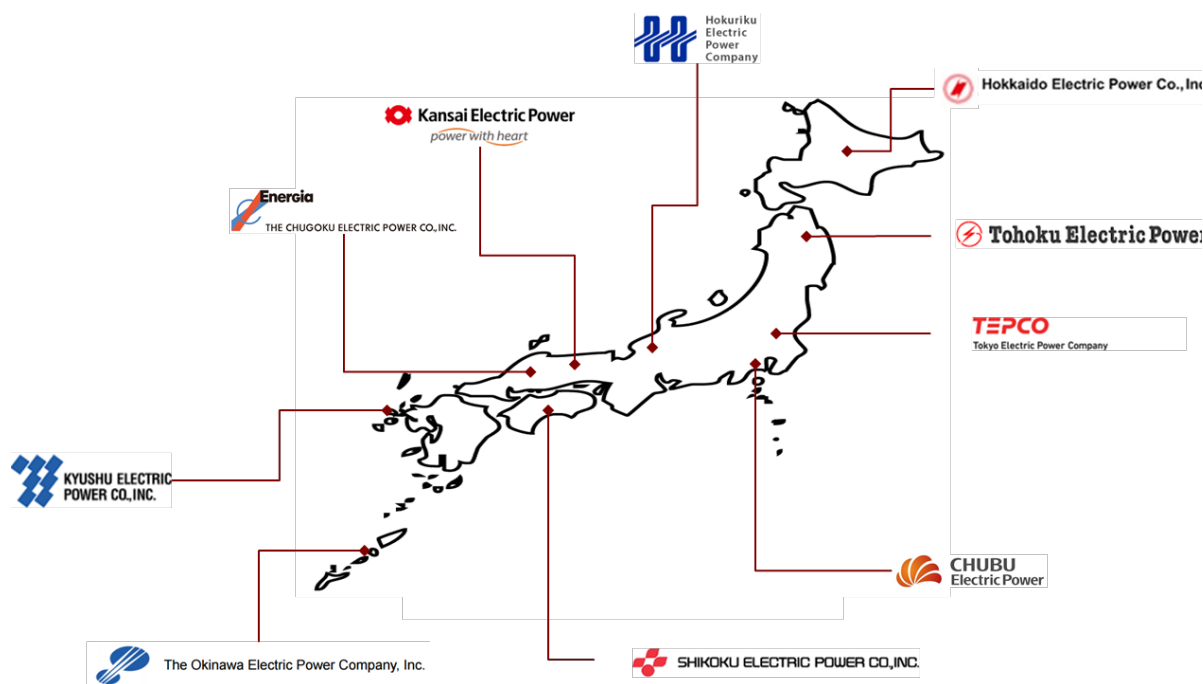 Hokuriku
Electric
Power
Company
Hokkaido Electric Power Co., Inc
Kansai Electric Power
power with heart
Energia
THE CHUGOKU ELECTRIC POWER CO.,INC.
Tohoku Electric Power
TEPCO
Tokyo Electric Power Company
KYUSHU ELECTRIC
POWER CO.,INC.
CHUBU
Electric Power
The Okinawa Electric Power Company, Inc.
SHIKOKU ELECTRIC POWER CO.,INC.